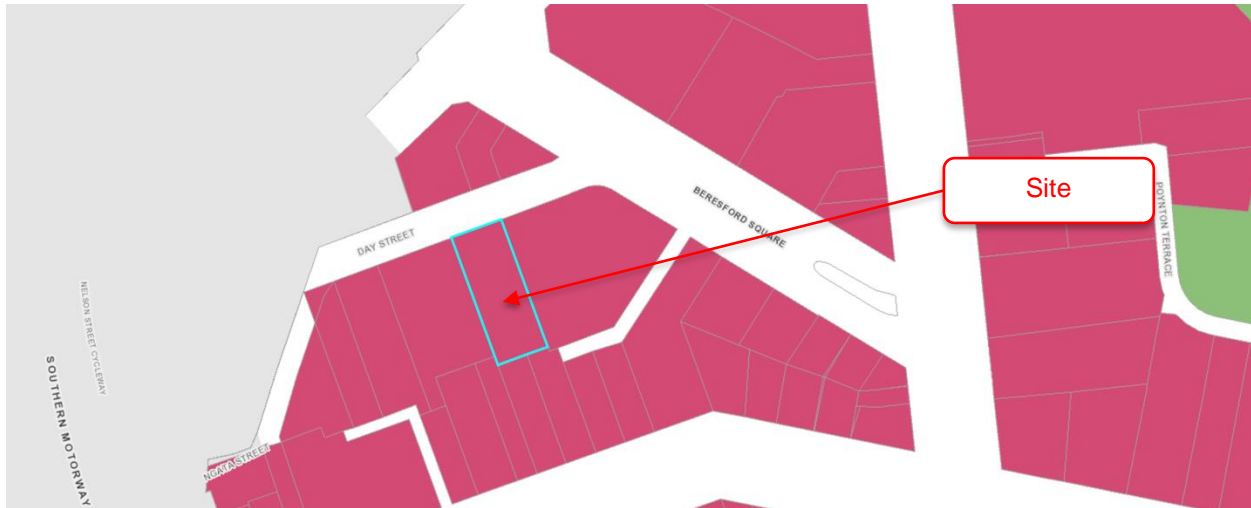 Site
BERESFORD SQUARE
POYNTON TERRACE
DAY STREET
NELSON STREET CYCLEWAY
SOUTHERN MOTORWAY
NGATA STREET